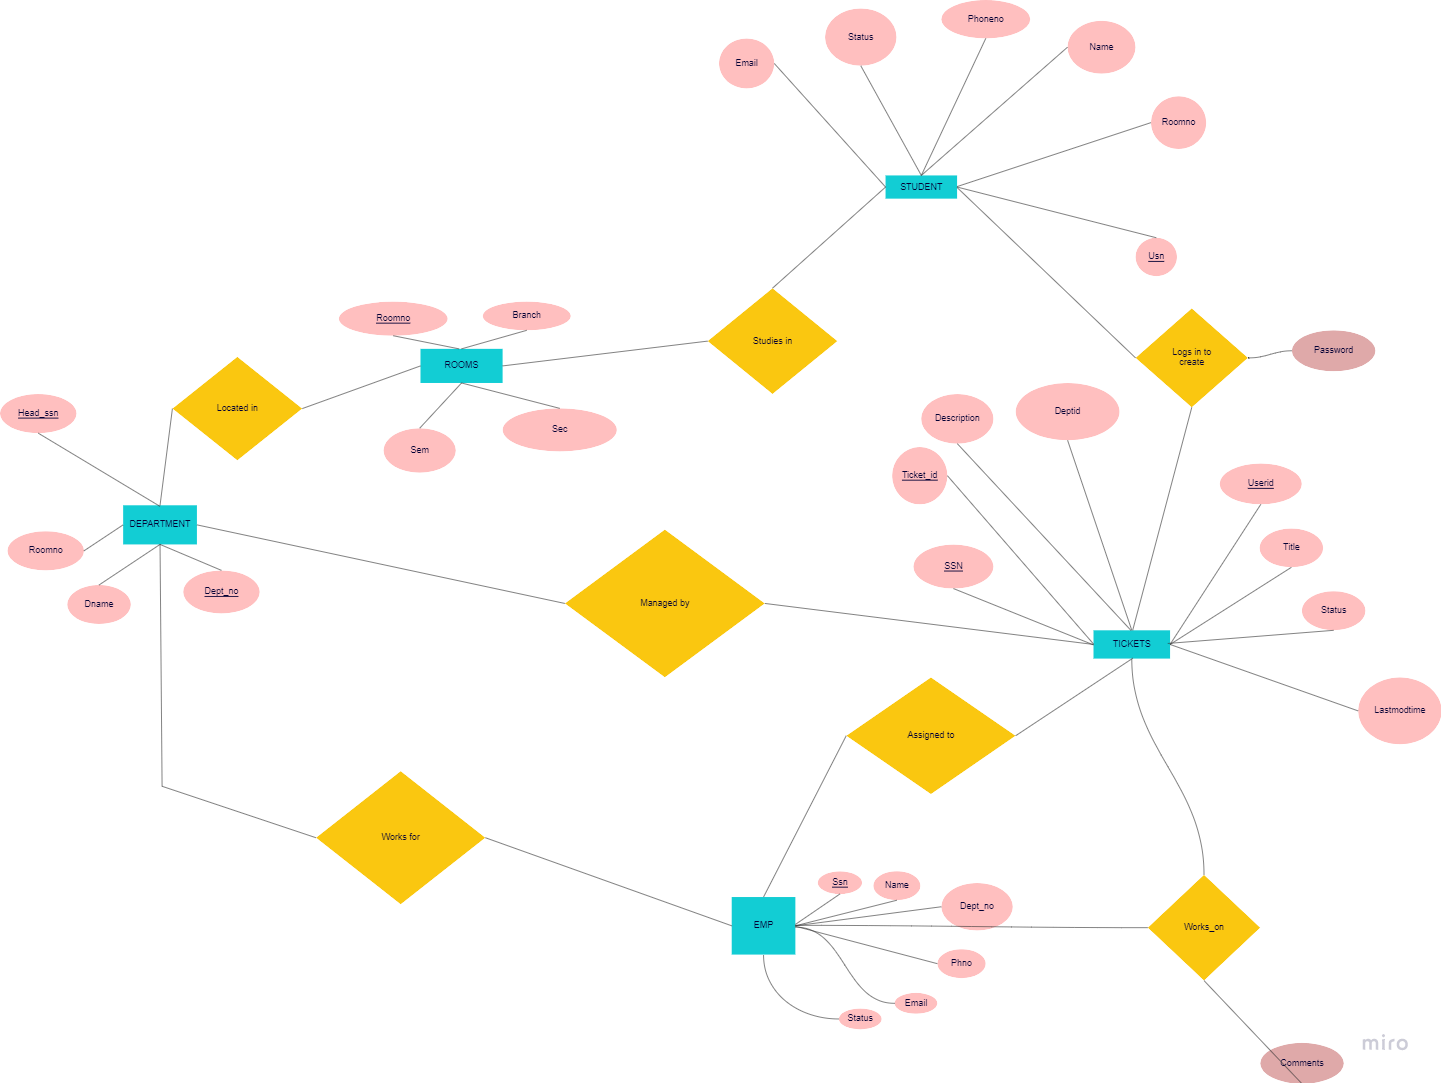 Phoneno
Status
Name
Email
Roomno
STUDENT
Usn
Roomno
Branch
Studies in
Logs in to
create
Password
ROOMS
Located in
Head_ssn
Sem
Sec
Description
Deptid
Ticket_id
Userid
DEPARTMENT
Roomno
Dname
Dept_no
SSN
Title
Managed by
Status
TICKETS
Lastmodtime
Assigned to
Works for
Ssn
Name
Dept_no
EMP
Works_on
Phno
Email
Status
miro
Comments